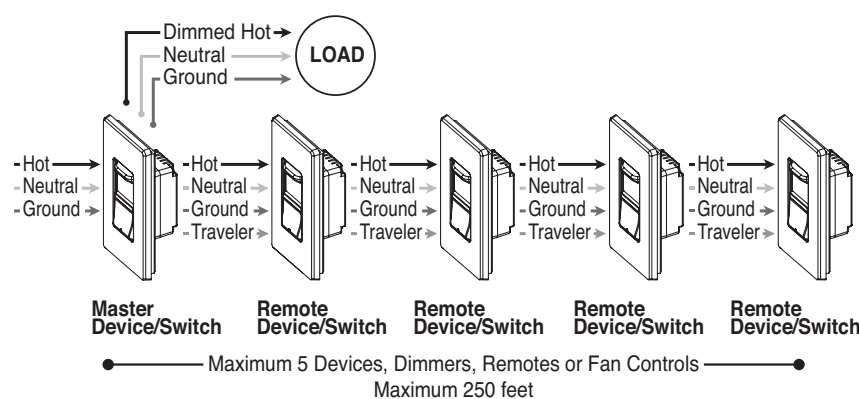 Dimmed Hot
Neutral
Ground
LOAD
Hot
Neutral
Ground
Hot
Neutral
Ground
Traveler
Hot
Neutral
Ground
Traveler
Hot
Neutral
Ground
Traveler
Hot
Neutral
Ground
Traveler
Master
Device/Switch
Remote
Device/Switch
Remote
Device/Switch
Remote
Device/Switch
Remote
Device/Switch
Maximum 5 Devices, Dimmers, Remotes or Fan Controls
Maximum 250 feet